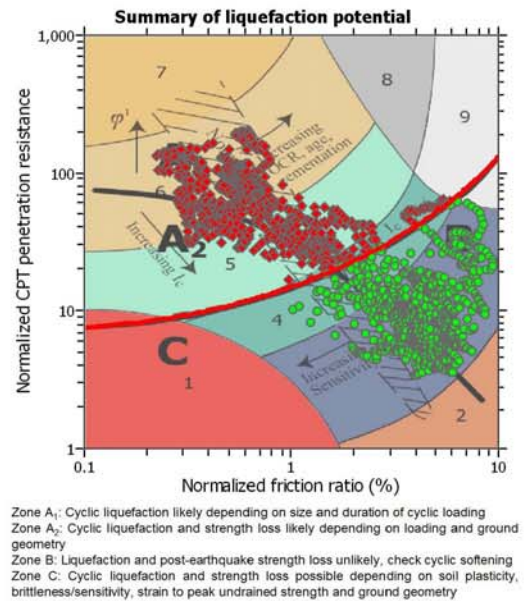 Summary of liquefaction potential
1,000
7
8
9
φ'
Increasing
OCR, age,
cementation
100
6
A2
Increasing Ic
5
Ic
B
Normalized CPT penetration resistance
10
4
C
1
Increasing
Sensitivity
2
1
0.1
1
10
Normalized friction ratio (%)
Zone A1: Cyclic liquefaction likely depending on size and duration of cyclic loading
Zone A2: Cyclic liquefaction and strength loss likely depending on loading and ground
geometry
Zone B: Liquefaction and post-earthquake strength loss unlikely, check cyclic softening
Zone C: Cyclic liquefaction and strength loss possible depending on soil plasticity,
brittleness/sensitivity, strain to peak undrained strength and ground geometry